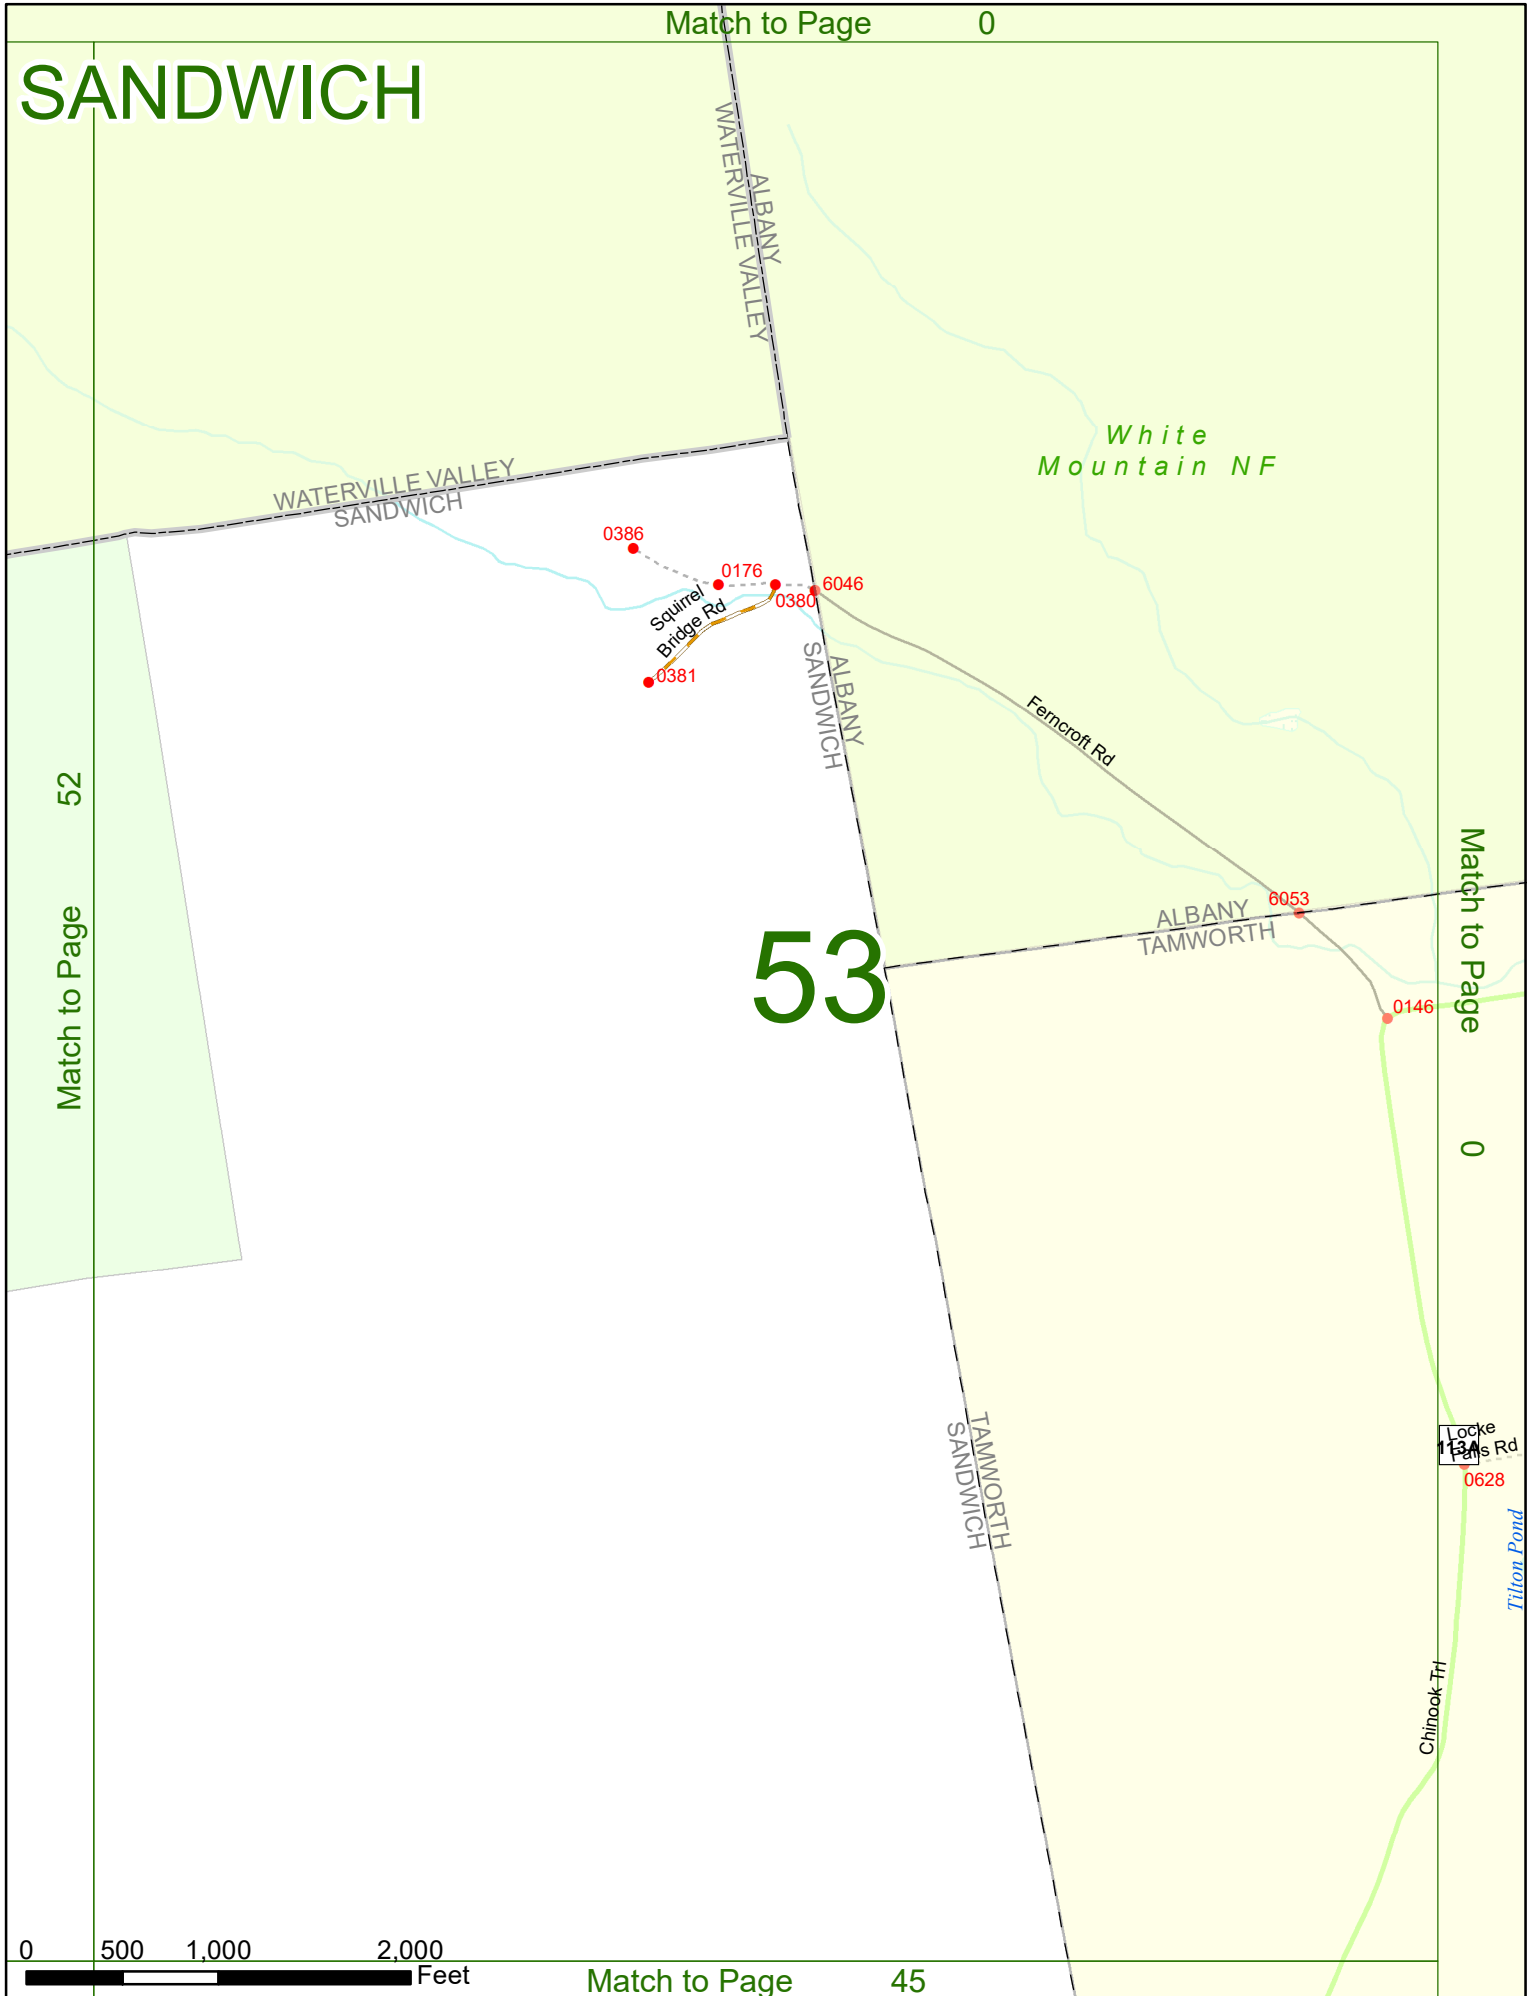 Match to Page 0
SANDWICH
WATERVILLE VALLEY
ALBANY
White
Mountain NF
WATERVILLE VALLEY
SANDWICH
0386
0176
6046
0380
Squirrel
Bridge Rd
0381
ALBANY
SANDWICH
Ferncroft Rd
Match to Page 52
Match to Page 0
6053
ALBANY
TAMWORTH
53
0146
TAMWORTH
SANDWICH
Locke
Falls Rd
113A
0628
Tilton Pond
Chinook Trl
0 500 1,000 2,000
Feet
Match to Page 45